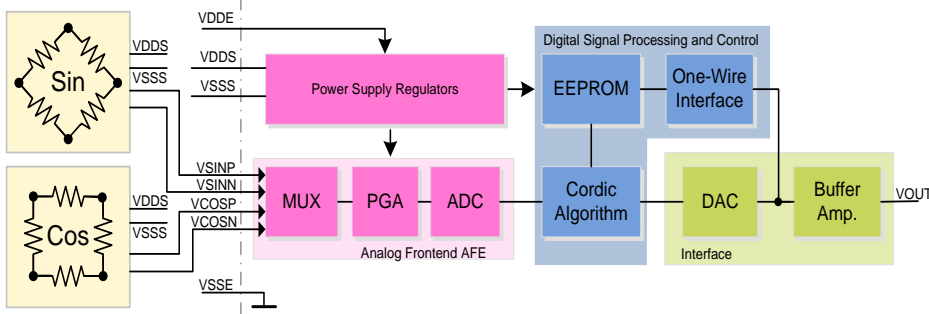 Sin
VDDS
VSSS
Cos
VDDS
VSSS
VDDE
VDDS
VSSS
Power Supply Regulators
VSINP
VSINN
VCOSP
VCOSN
MUX
PGA
ADC
Analog Frontend AFE
VSSE
Digital Signal Processing and Control
EEPROM
One-Wire
Interface
Cordic
Algorithm
DAC
Buffer
Amp.
Interface
VOUT